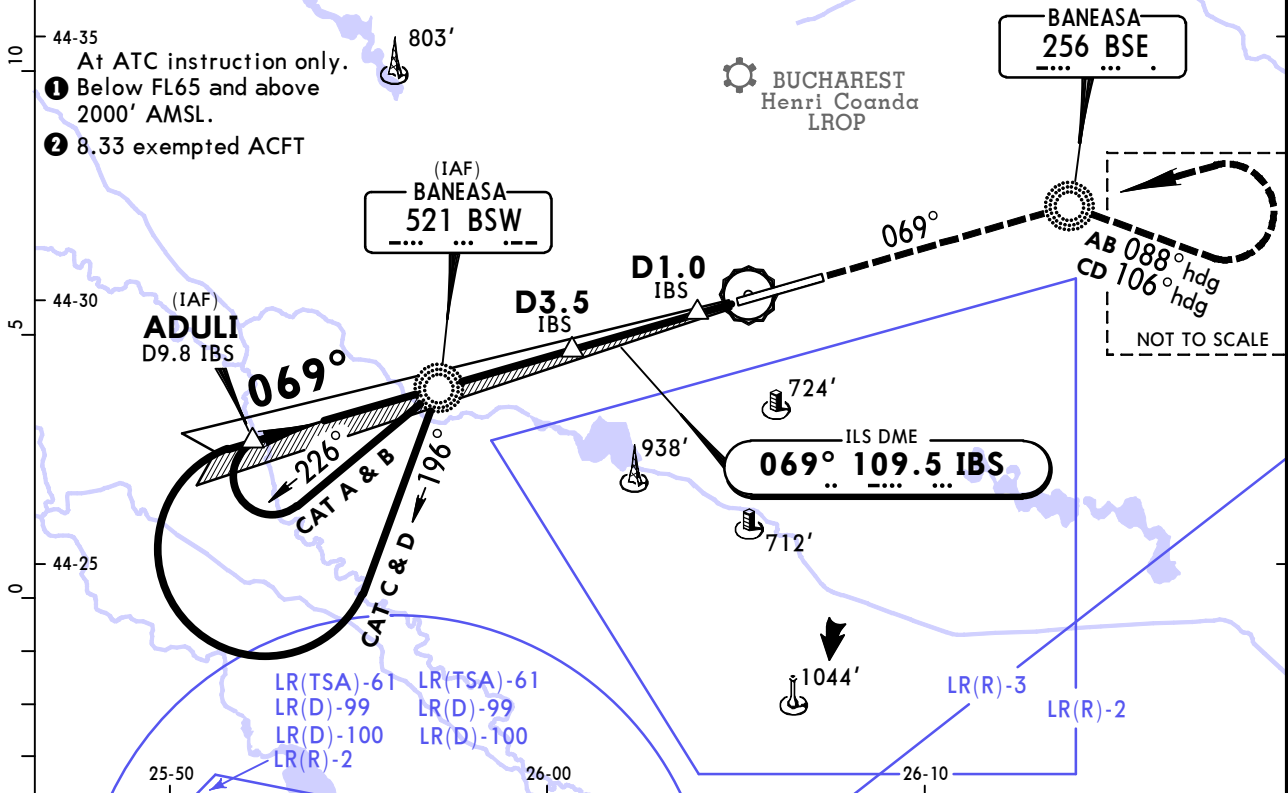 10
44-35
At ATC instruction only.
1 Below FL65 and above
2000' AMSL.
2 8.33 exempted ACFT
803'
BUCHAREST
Henri Coanda
LROP
BANEASA
256 BSE
(IAF)
BANEASA
521 BSW
069°
AB 088° hdg
CD 106° hdg
NOT TO SCALE
5
44-30
(IAF)
ADULI
D9.8 IBS
069°
D3.5
IBS
D1.0
IBS
226°
CAT A & B
196°
CAT C & D
724'
938'
ILS DME
069° 109.5 IBS
712'
0
44-25
1044'
LR(TSA)-61
LR(D)-99
LR(D)-100
LR(R)-2
LR(TSA)-61
LR(D)-99
LR(D)-100
LR(R)-3
LR(R)-2
25-50
26-00
26-10